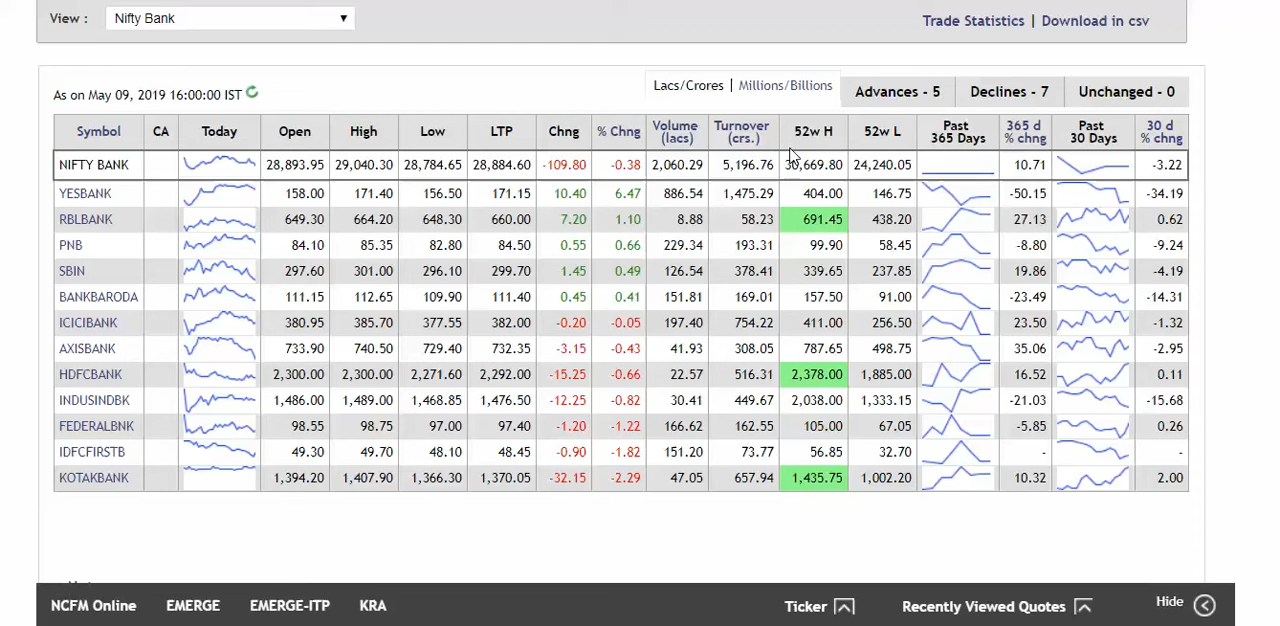 View : Nifty Bank Trade Statistics | Download in csv
As on May 09, 2019 16:00:00 IST Lacs/Crores | Millions/Billions Advances - 5 Declines - 7 Unchanged - 0
Symbol CA Today Open High Low LTP Chng % Chng Volume (lacs) Turnover (crs.) 52w H 52w L Past 365 Days 365 d % chng Past 30 Days 30 d % chng
NIFTY BANK 28,893.95 29,040.30 28,784.65 28,884.60 -109.80 -0.38 2,060.29 5,196.76 30,669.80 24,240.05 10.71 -3.22
YESBANK 158.00 171.40 156.50 171.15 10.40 6.47 886.54 1,475.29 404.00 146.75 -50.15 -34.19
RBLBANK 649.30 664.20 648.30 660.00 7.20 1.10 8.88 58.23 691.45 438.20 27.13 0.62
PNB 84.10 85.35 82.80 84.50 0.55 0.66 229.34 193.31 99.90 58.45 -8.80 -9.24
SBIN 297.60 301.00 296.10 299.70 1.45 0.49 126.54 378.41 339.65 237.85 19.86 -4.19
BANKBARODA 111.15 112.65 109.90 111.40 0.45 0.41 151.81 169.01 157.50 91.00 -23.49 -14.31
ICICIBANK 380.95 385.70 377.55 382.00 -0.20 -0.05 197.40 754.22 411.00 256.50 23.50 -1.32
AXISBANK 733.90 740.50 729.40 732.35 -3.15 -0.43 41.93 308.05 787.65 498.75 35.06 -2.95
HDFCBANK 2,300.00 2,300.00 2,271.60 2,292.00 -15.25 -0.66 22.57 516.31 2,378.00 1,885.00 16.52 0.11
INDUSINDBK 1,486.00 1,489.00 1,468.85 1,476.50 -12.25 -0.82 30.41 449.67 2,038.00 1,333.15 -21.03 -15.68
FEDERALBNK 98.55 98.75 97.00 97.40 -1.20 -1.22 166.62 162.55 105.00 67.05 -5.85 0.26
IDFCFIRSTB 49.30 49.70 48.10 48.45 -0.90 -1.82 151.20 73.77 56.85 32.70 - -
KOTAKBANK 1,394.20 1,407.90 1,366.30 1,370.05 -32.15 -2.29 47.05 657.94 1,435.75 1,002.20 10.32 2.00
NCFM Online EMERGE EMERGE-ITP KRA Ticker Recently Viewed Quotes Hide